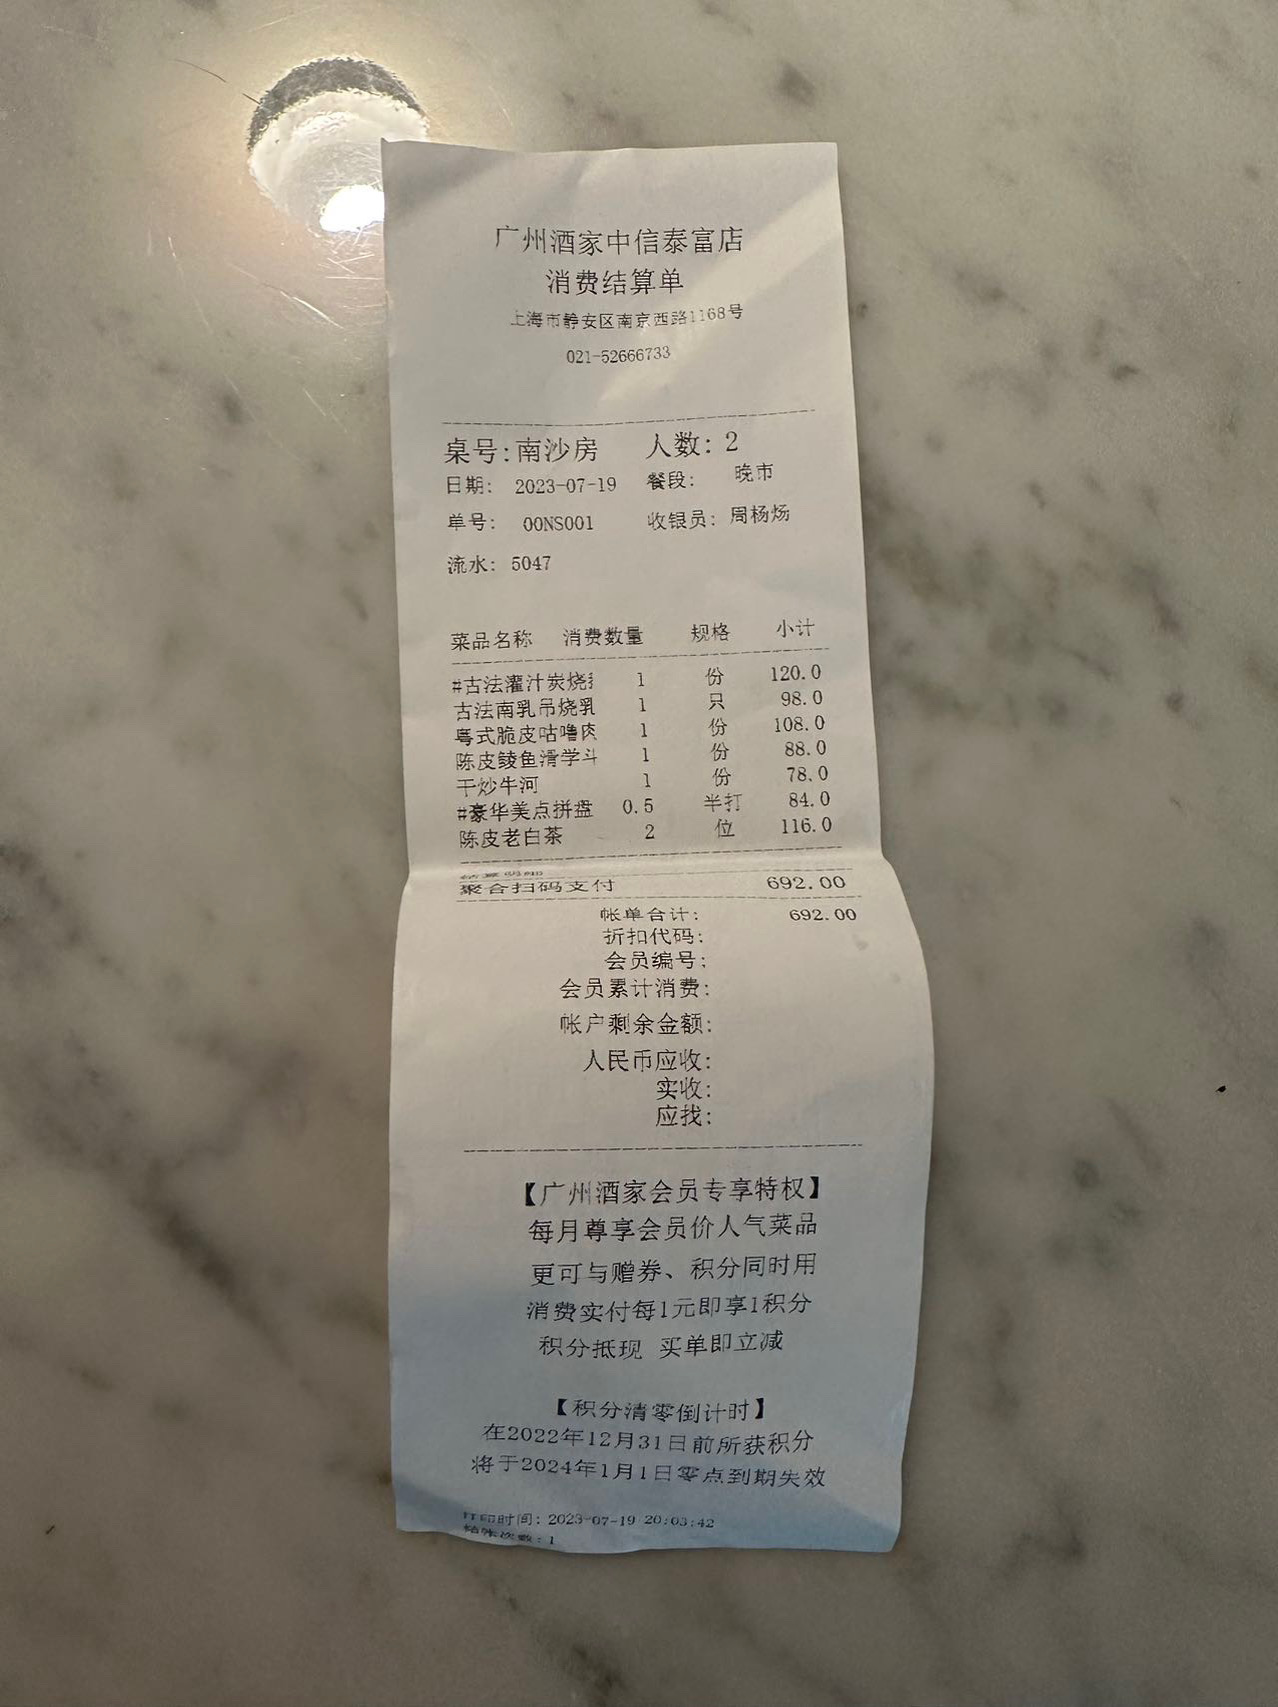 广州酒家中信泰富店
消费结算单
上海市静安区南京西路1168号
021-52666733
桌号:南沙房 人数: 2
日期: 2023-07-19 餐段: 晚市
单号: 00NS001 收银员: 周杨炀
流水: 5047
菜品名称 消费数量 规格 小计
#古法灌汁炭烧 1 份 120.0
古法南乳吊烧乳 1 只 98.0
粤式脆皮咕噜肉 1 份 108.0
陈皮鲮鱼滑学斗 1 份 88.0
干炒牛河 1 份 78.0
#豪华美点拼盘 0.5 半打 84.0
陈皮老白茶 2 位 116.0
结算明细
聚合扫码支付 692.00
帐单合计: 692.00
折扣代码:
会员编号:
会员累计消费:
帐户剩余金额:
人民币应收:
实收:
应找:
【广州酒家会员专享特权】
每月尊享会员价人气菜品
更可与赠券、积分同时用
消费实付每1元即享1积分
积分抵现 买单即立减
【积分清零倒计时】
在2022年12月31日前所获积分
将于2024年1月1日零点到期失效
打印时间: 2023-07-19 20:03:42
结账次数: 1